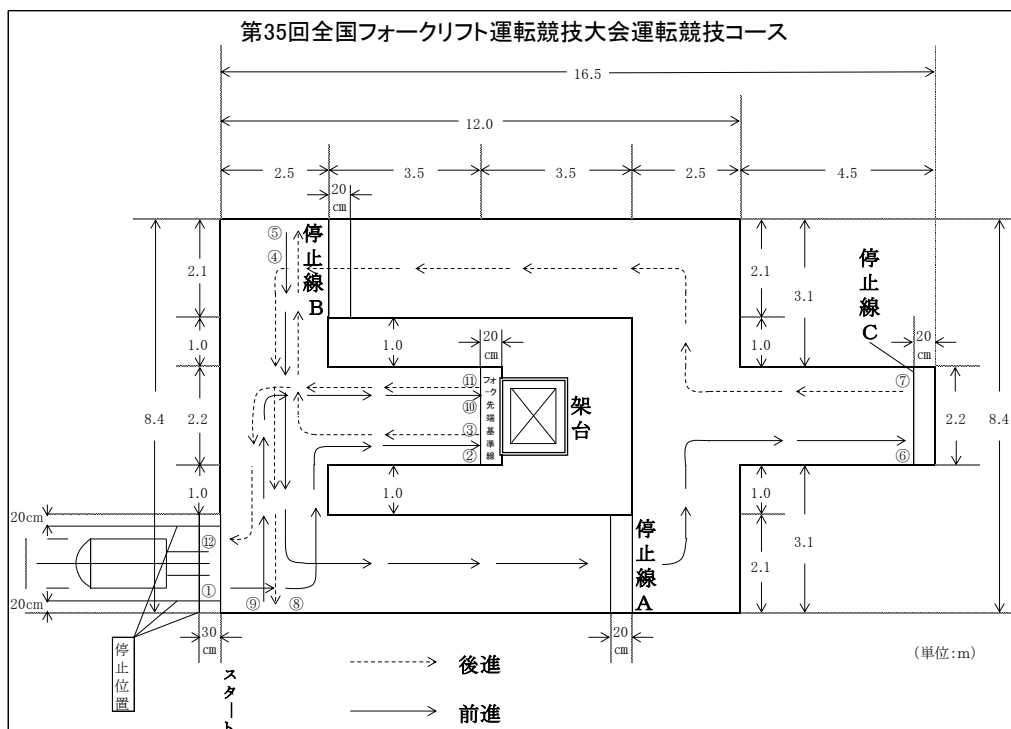 第35回全国フォークリフト運転競技大会運転競技コース
16.5
12.0
2.5
3.5
3.5
2.5
4.5
20
cm
⑤
④
停止線B
2.1
2.1
3.1
停止線C
1.0
1.0
20
cm
1.0
20
cm
⑪
⑩
③
②
フォーク先端基準線
架台
⑦
⑥
8.4
2.2
2.2
8.4
1.0
1.0
1.0
20cm
⑫
①
20cm
⑨
⑧
停止線A
2.1
3.1
停止位置
30
cm
20
cm
スタート
後進
前進
(単位:m)